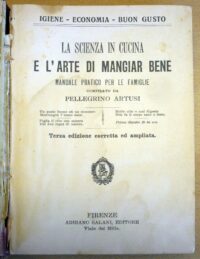 IGIENE - ECONOMIA - BUON GUSTO
LA SCIENZA IN CUCINA
E L'ARTE DI MANGIAR BENE
MANUALE PRATICO PER LE FAMIGLIE
COMPILATO DA
PELLEGRINO ARTUSI
Terza edizione corretta ed ampliata.
FIRENZE
ADRIANO SALANI, EDITORE
Viale dei Mille.